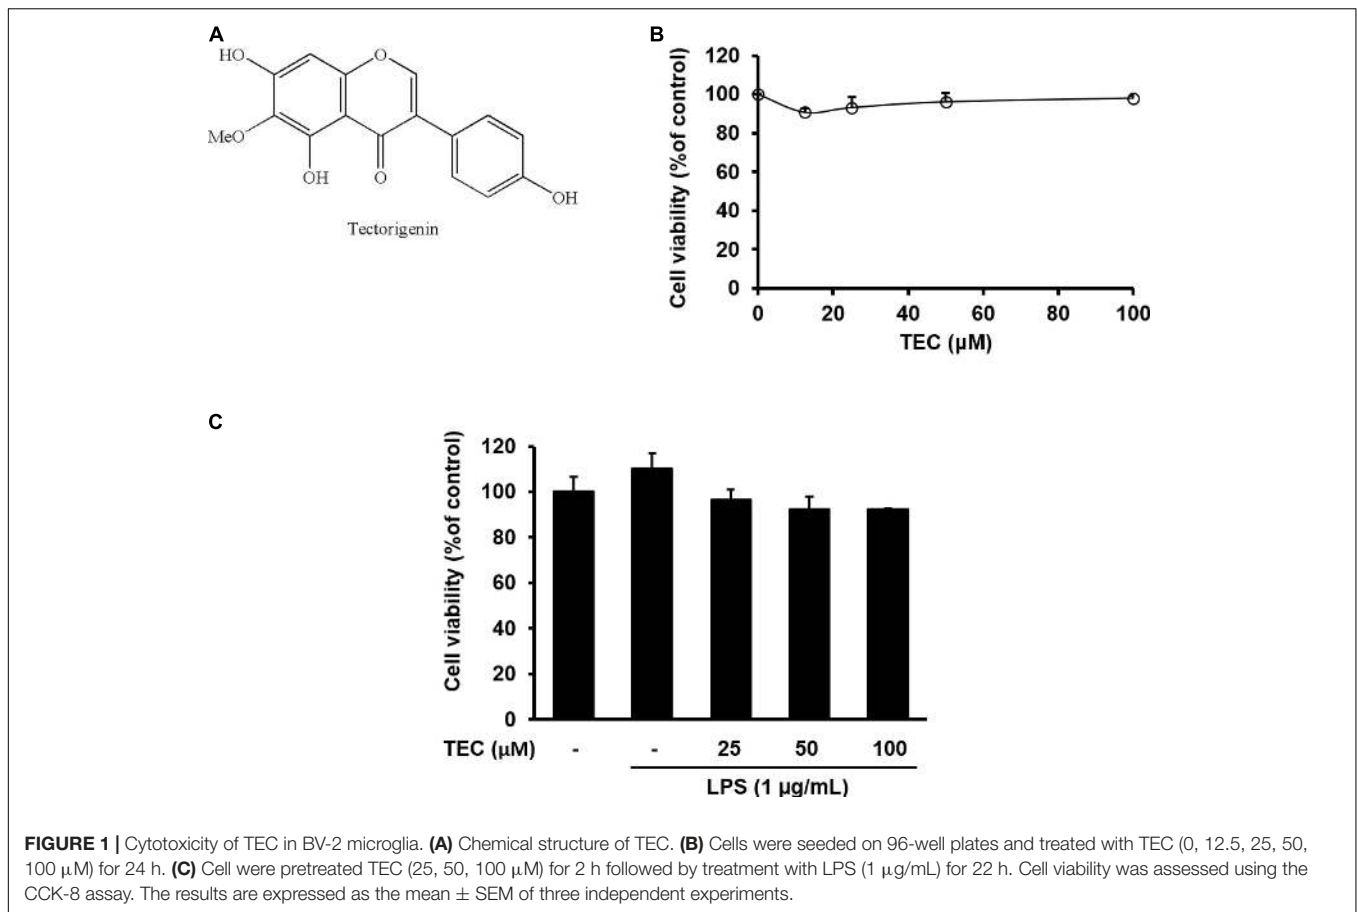 A
HO
O
MeO
OH
O
OH
Tectorigenin
B
Cell viability (%of control)
120
100
80
60
40
20
0
0 20 40 60 80 100
TEC (μM)
C
Cell viability (%of control)
120
100
80
60
40
20
0
TEC (μM) - - 25 50 100
LPS (1 μg/mL)
FIGURE 1 | Cytotoxicity of TEC in BV-2 microglia. (A) Chemical structure of TEC. (B) Cells were seeded on 96-well plates and treated with TEC (0, 12.5, 25, 50,
100 μM) for 24 h. (C) Cell were pretreated TEC (25, 50, 100 μM) for 2 h followed by treatment with LPS (1 μg/mL) for 22 h. Cell viability was assessed using the
CCK-8 assay. The results are expressed as the mean ± SEM of three independent experiments.